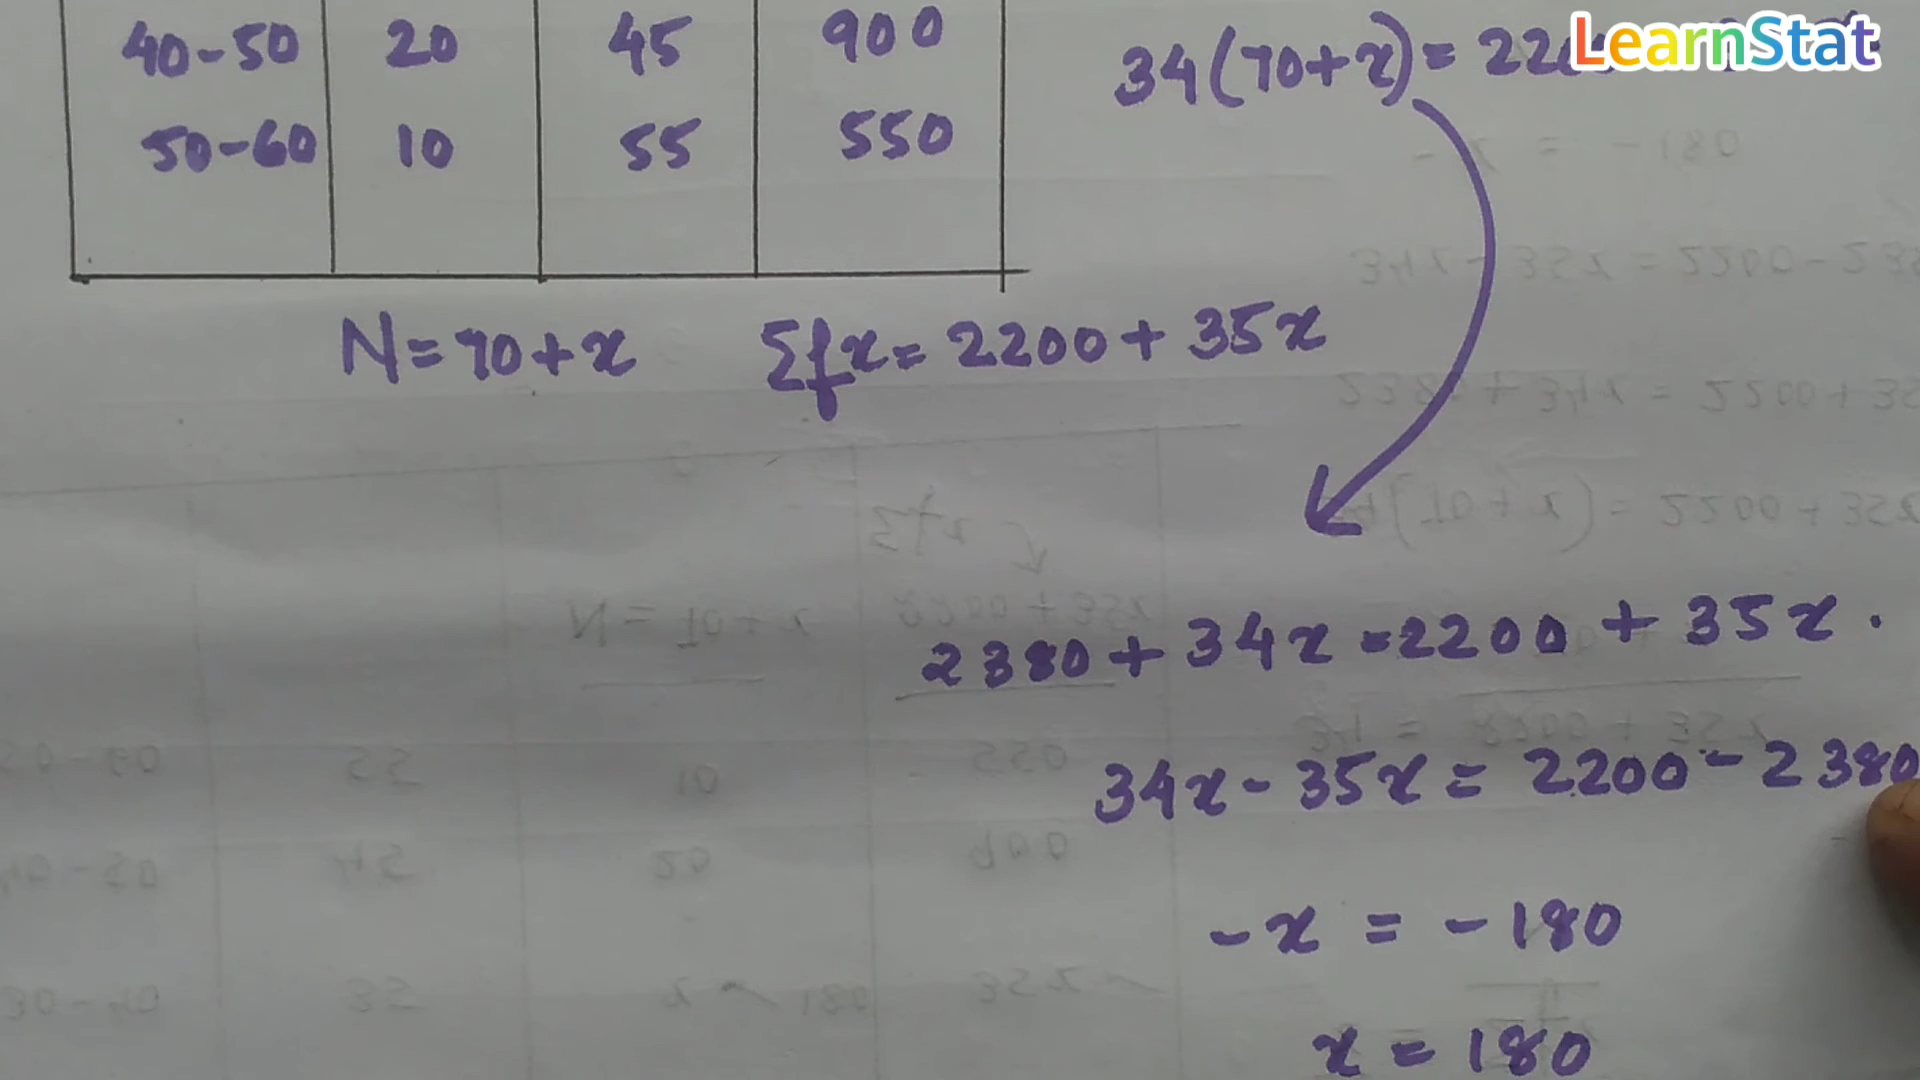 LearnStat
40-50 20 45 900
50-60 10 55 550
34(70+x)= 220
N=70+x Σfx=2200+35x
2380+34x=2200+35x.
34x-35x=2200-2380
-x=-180
x=180